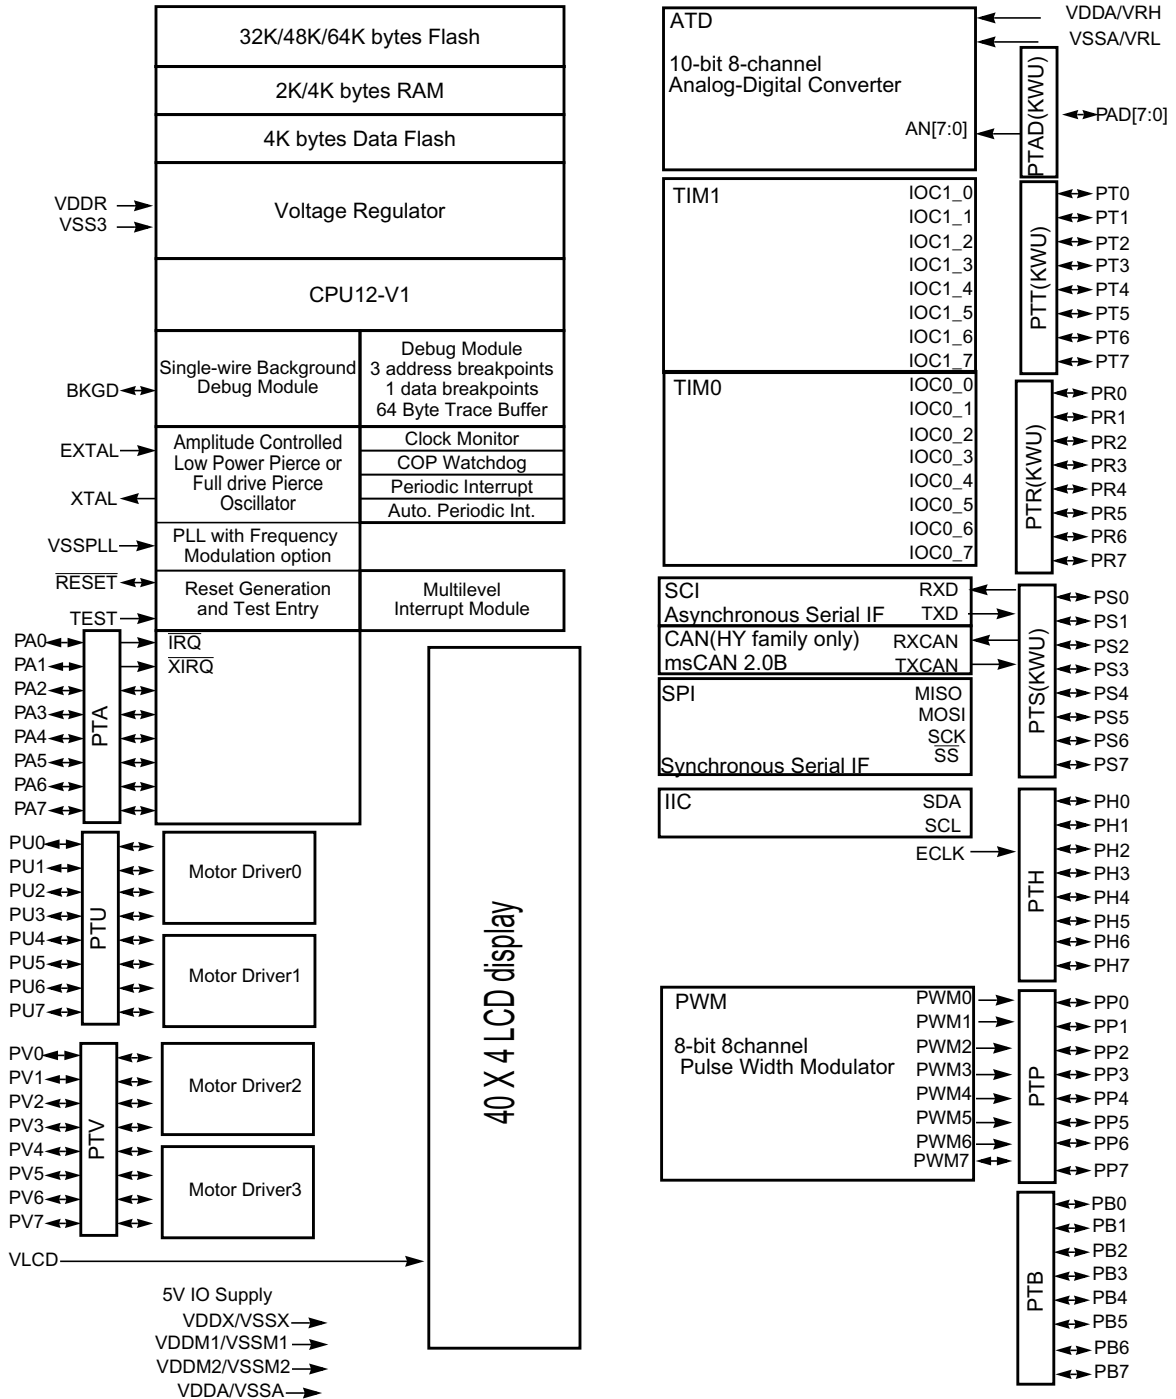 32K/48K/64K bytes Flash
2K/4K bytes RAM
4K bytes Data Flash
VDDR
VSS3
Voltage Regulator
CPU12-V1
BKGD
Single-wire Background
Debug Module
Debug Module
3 address breakpoints
1 data breakpoints
64 Byte Trace Buffer
EXTAL
XTAL
Amplitude Controlled
Low Power Pierce or
Full drive Pierce
Oscillator
Clock Monitor
COP Watchdog
Periodic Interrupt
Auto. Periodic Int.
VSSPLL
PLL with Frequency
Modulation option
RESET
TEST
Reset Generation
and Test Entry
Multilevel
Interrupt Module
PA0
PA1
PA2
PA3
PA4
PA5
PA6
PA7
PTA
IRQ
XIRQ
PU0
PU1
PU2
PU3
PU4
PU5
PU6
PU7
PTU
Motor Driver0
Motor Driver1
PV0
PV1
PV2
PV3
PV4
PV5
PV6
PV7
PTV
Motor Driver2
Motor Driver3
VLCD
40 X 4 LCD display
5V IO Supply
VDDX/VSSX
VDDM1/VSSM1
VDDM2/VSSM2
VDDA/VSSA
ATD
10-bit 8-channel
Analog-Digital Converter
AN[7:0]
VDDA/VRH
VSSA/VRL
PTAD(KWU)
PAD[7:0]
TIM1
IOC1_0
IOC1_1
IOC1_2
IOC1_3
IOC1_4
IOC1_5
IOC1_6
IOC1_7
PTT(KWU)
PT0
PT1
PT2
PT3
PT4
PT5
PT6
PT7
TIM0
IOC0_0
IOC0_1
IOC0_2
IOC0_3
IOC0_4
IOC0_5
IOC0_6
IOC0_7
PTR(KWU)
PR0
PR1
PR2
PR3
PR4
PR5
PR6
PR7
SCI
Asynchronous Serial IF
RXD
TXD
CAN(HY family only)
msCAN 2.0B
RXCAN
TXCAN
SPI
Synchronous Serial IF
MISO
MOSI
SCK
SS
PTS(KWU)
PS0
PS1
PS2
PS3
PS4
PS5
PS6
PS7
IIC
SDA
SCL
ECLK
PTH
PH0
PH1
PH2
PH3
PH4
PH5
PH6
PH7
PWM
8-bit 8channel
Pulse Width Modulator
PWM0
PWM1
PWM2
PWM3
PWM4
PWM5
PWM6
PWM7
PTP
PP0
PP1
PP2
PP3
PP4
PP5
PP6
PP7
PTB
PB0
PB1
PB2
PB3
PB4
PB5
PB6
PB7